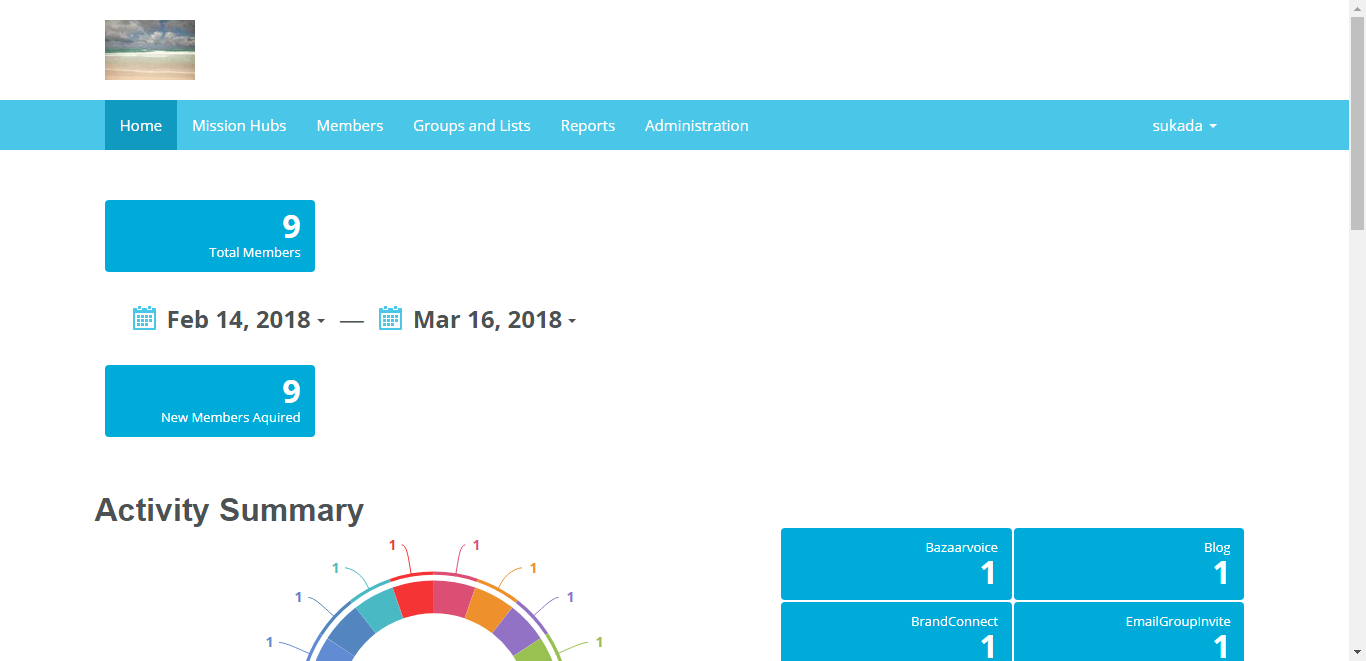 Home Mission Hubs Members Groups and Lists Reports Administration sukada
9
Total Members
Feb 14, 2018 — Mar 16, 2018
9
New Members Aquired
Activity Summary
1 1
1 1
1 1
1 1
Bazaarvoice
1
Blog
1
BrandConnect
1
EmailGroupInvite
1